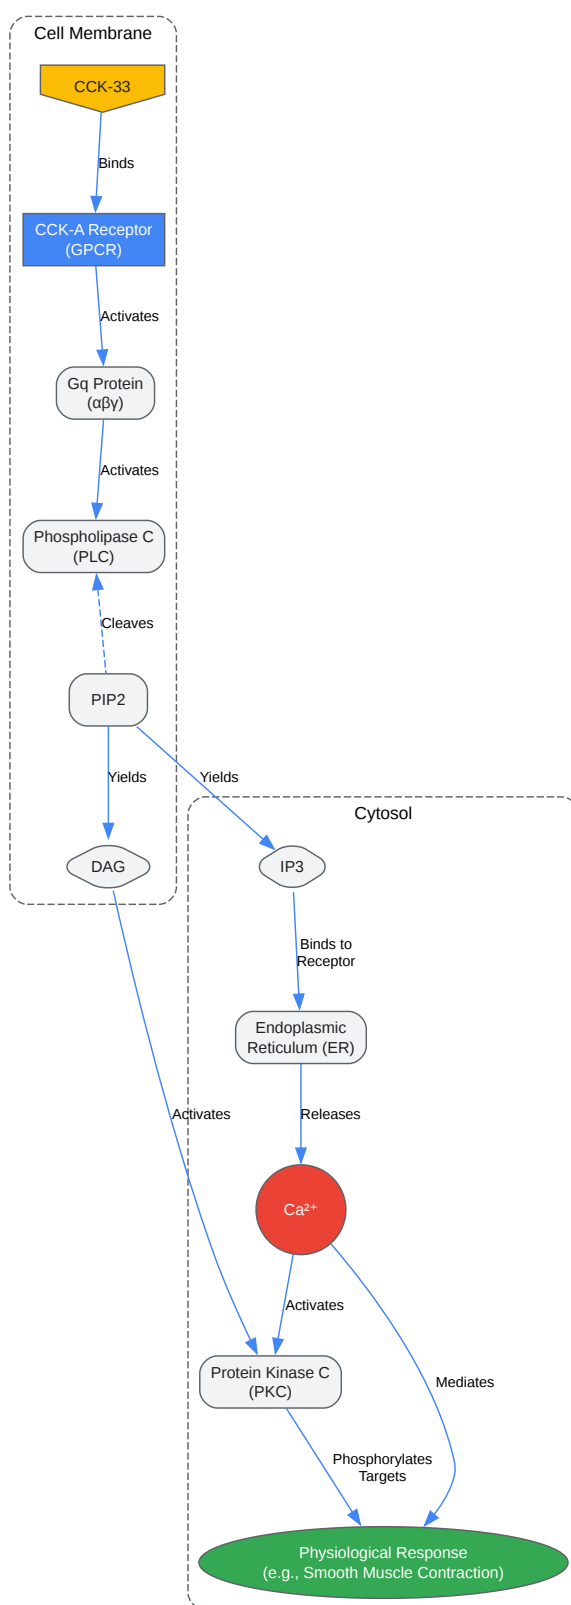 Cell Membrane
CCK-33
Binds
CCK-A Receptor
(GPCR)
Activates
Gq Protein
(αβγ)
Activates
Phospholipase C
(PLC)
Cleaves
PIP2
Yields
Yields
Cytosol
DAG
IP3
Binds to
Receptor
Endoplasmic
Reticulum (ER)
Activates
Releases
Ca²⁺
Activates
Protein Kinase C
(PKC)
Mediates
Phosphorylates
Targets
Physiological Response
(e.g., Smooth Muscle Contraction)